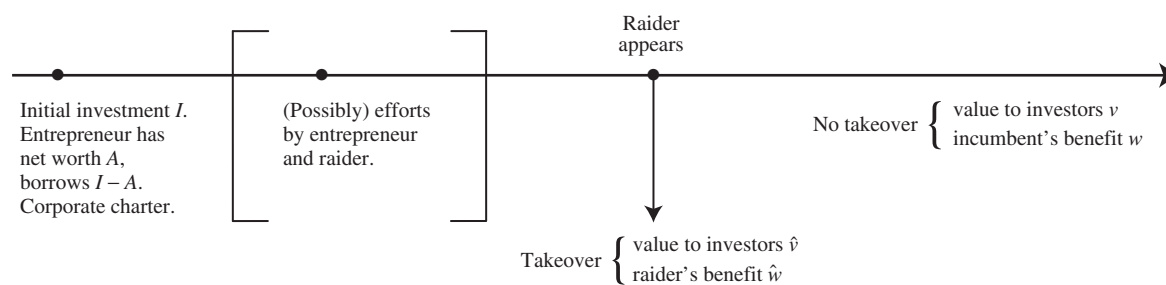 Raider
appears
Initial investment I.
Entrepreneur has
net worth A,
borrows I − A.
Corporate charter.
(Possibly) efforts
by entrepreneur
and raider.
No takeover { value to investors v
incumbent's benefit w
Takeover { value to investors v̂
raider's benefit ŵ